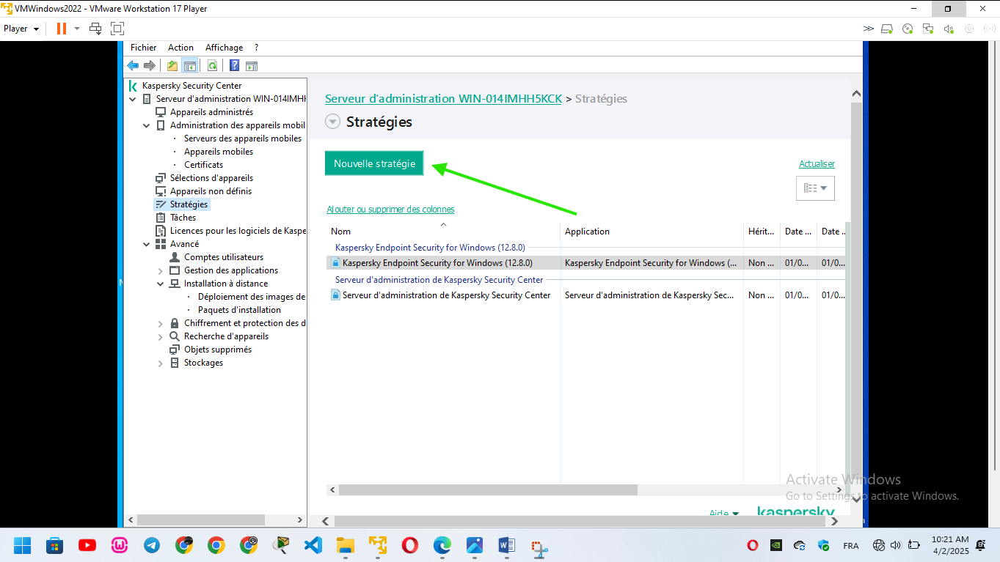 VMWindows2022 - VMware Workstation 17 Player
Player
Fichier Action Affichage ?
Kaspersky Security Center
Serveur d'administration WIN-014IMHH
Appareils administrés
Administration des appareils mobil
Serveurs des appareils mobiles
Appareils mobiles
Certificats
Sélections d'appareils
Appareils non définis
Stratégies
Tâches
Licences pour les logiciels de Kaspe
Avancé
Comptes utilisateurs
Gestion des applications
Installation à distance
Déploiement des images de
Paquets d'installation
Chiffrement et protection des d
Recherche d'appareils
Objets supprimés
Stockages
Serveur d'administration WIN-014IMHH5KCK > Stratégies
Stratégies
Nouvelle stratégie
Actualiser
Ajouter ou supprimer des colonnes
Nom Application Hérit... Date ... Date ..
Kaspersky Endpoint Security for Windows (12.8.0)
Kaspersky Endpoint Security for Windows (12.8.0) Kaspersky Endpoint Security for Windows (... Non ... 01/0... 01/0...
Serveur d'administration de Kaspersky Security Center
Serveur d'administration de Kaspersky Security Center Serveur d'administration de Kaspersky Sec... Non ... 01/0... 01/0...
Activate Windows
Go to Settings to activate Windows.
Aide kaspersky
FRA
10:21 AM
4/2/2025